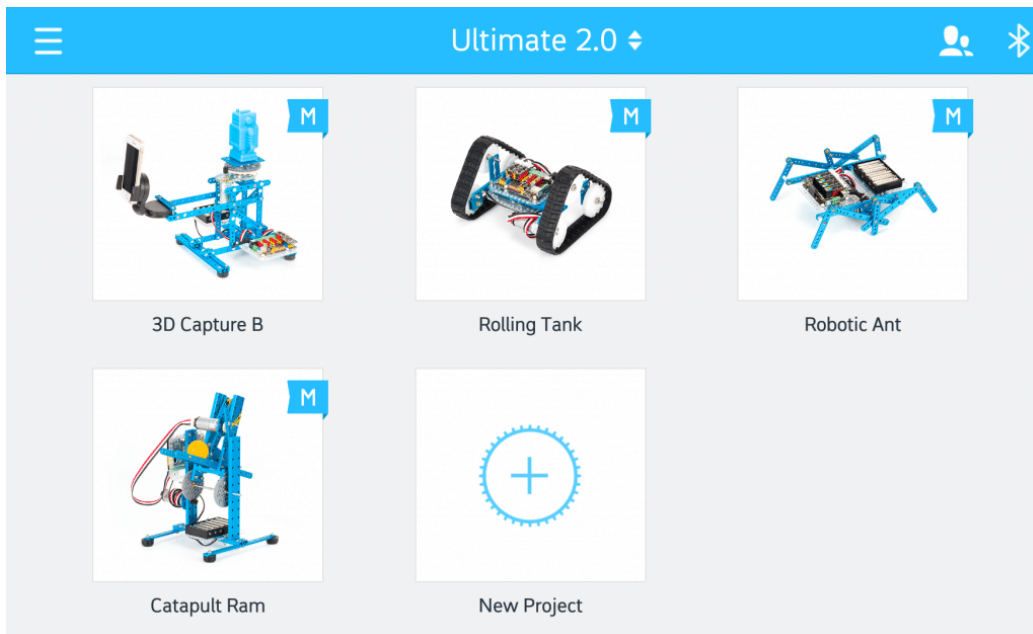 Ultimate 2.0
M
M
M
3D Capture B
Rolling Tank
Robotic Ant
M
Catapult Ram
New Project